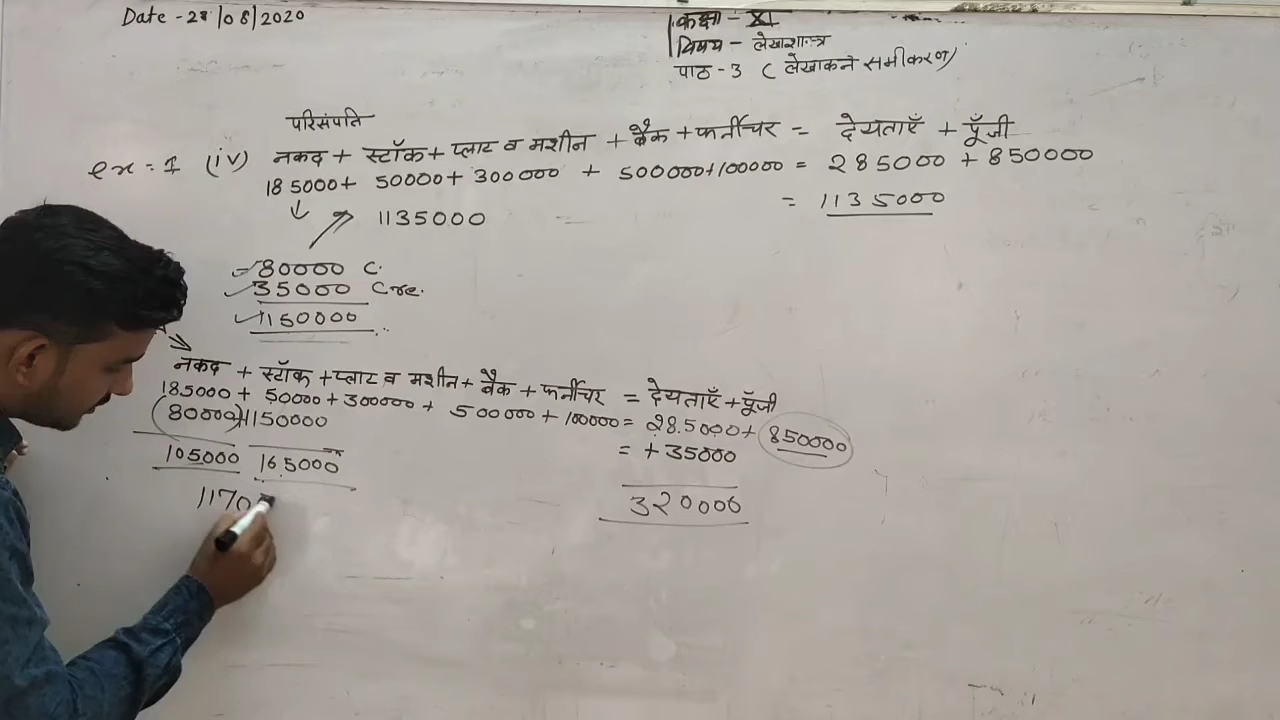 Date - 28/08/2020
कक्षा - XI
विषय - लेखाशास्त्र
पाठ - 3 ( लेखांकन समीकरण)
परिसंपति
ex = 1 (iv) नकद + स्टॉक + प्लाट व मशीन + बैंक + फर्नीचर = देयताएँ + पूँजी
185000 + 50000 + 300000 + 500000 + 100000 = 285000 + 850000
1135000 = 1135000
80000 C.
35000 Cre.
1150000
नकद + स्टॉक + प्लाट व मशीन + बैंक + फर्नीचर = देयताएँ + पूँजी
185000 + 50000 + 300000 + 500000 + 100000 = 285000 + 850000
(80000)+1150000 = +35000
105000 165000 320000
1170